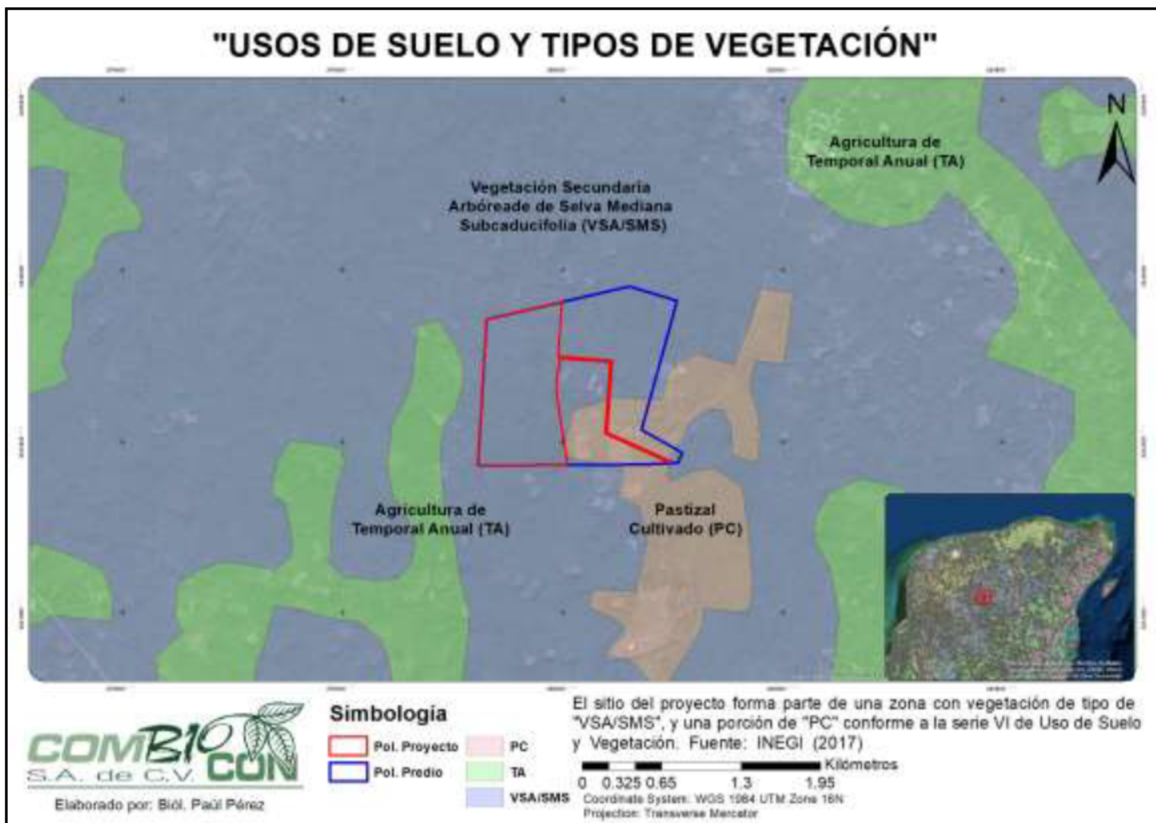 "USOS DE SUELO Y TIPOS DE VEGETACIÓN"
N
Agricultura de
Temporal Anual (TA)
Vegetación Secundaria
Arbóreade de Selva Mediana
Subcaducifolia (VSA/SMS)
Agricultura de
Temporal Anual (TA)
Pastizal
Cultivado (PC)
COMBIOCON
S.A. de C.V.
Elaborado por: Biól. Paúl Pérez
Simbología
Pol. Proyecto
Pol. Predio
PC
TA
VSA/SMS
El sitio del proyecto forma parte de una zona con vegetación de tipo de
"VSA/SMS", y una porción de "PC" conforme a la serie VI de Uso de Suelo
y Vegetación. Fuente: INEGI (2017)
Kilómetros
0 0.325 0.65 1.3 1.95
Coordinate System: WGS 1984 UTM Zone 16N
Projection: Transverse Mercator